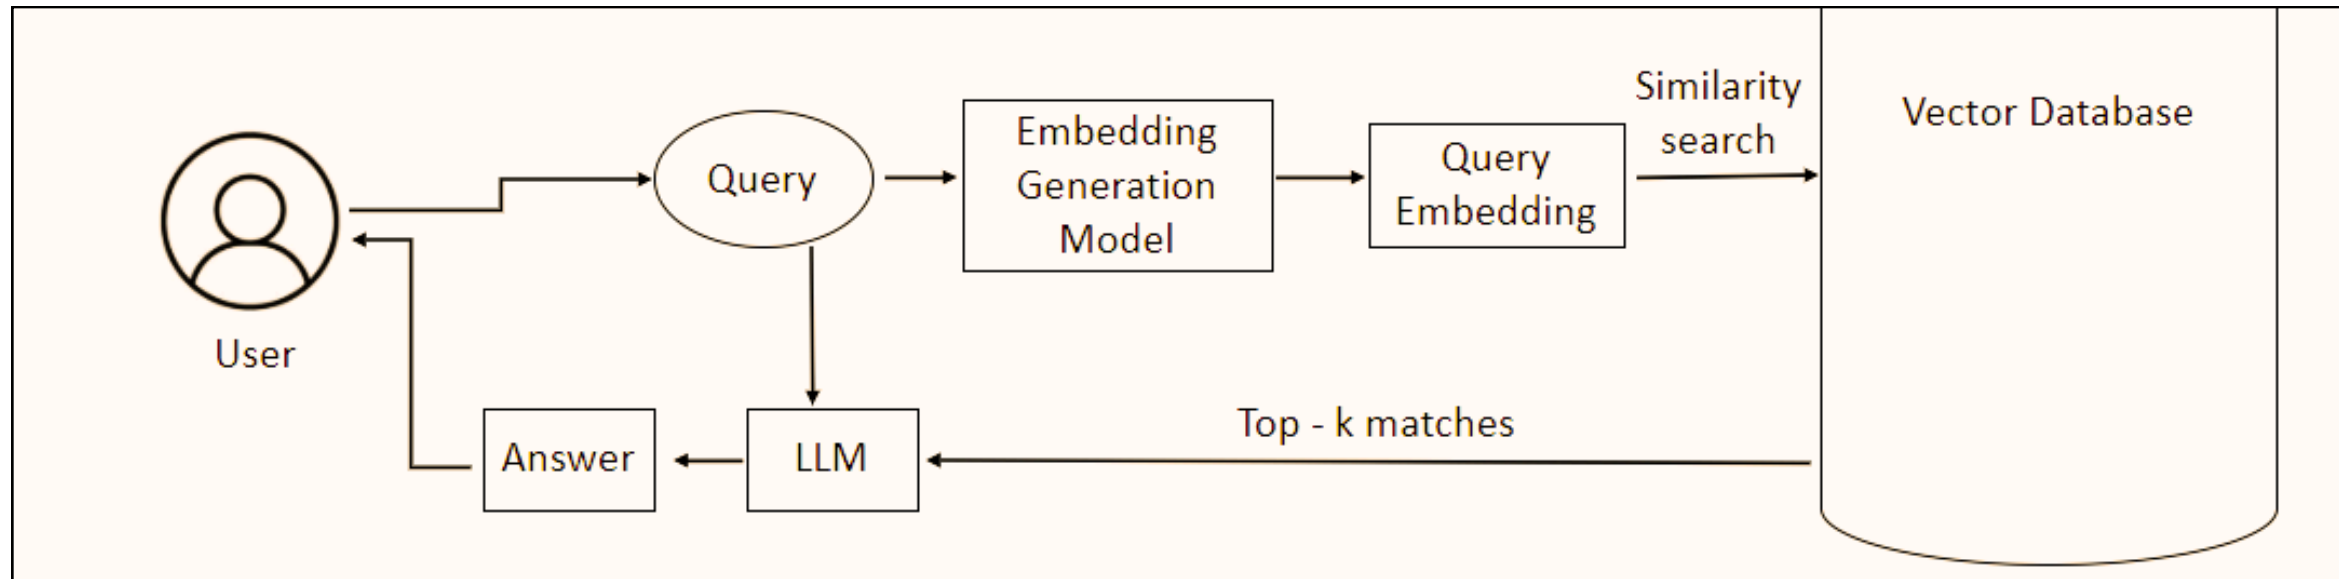 User
Query
Embedding
Generation
Model
Query
Embedding
Similarity
search
Vector Database
Top - k matches
LLM
Answer